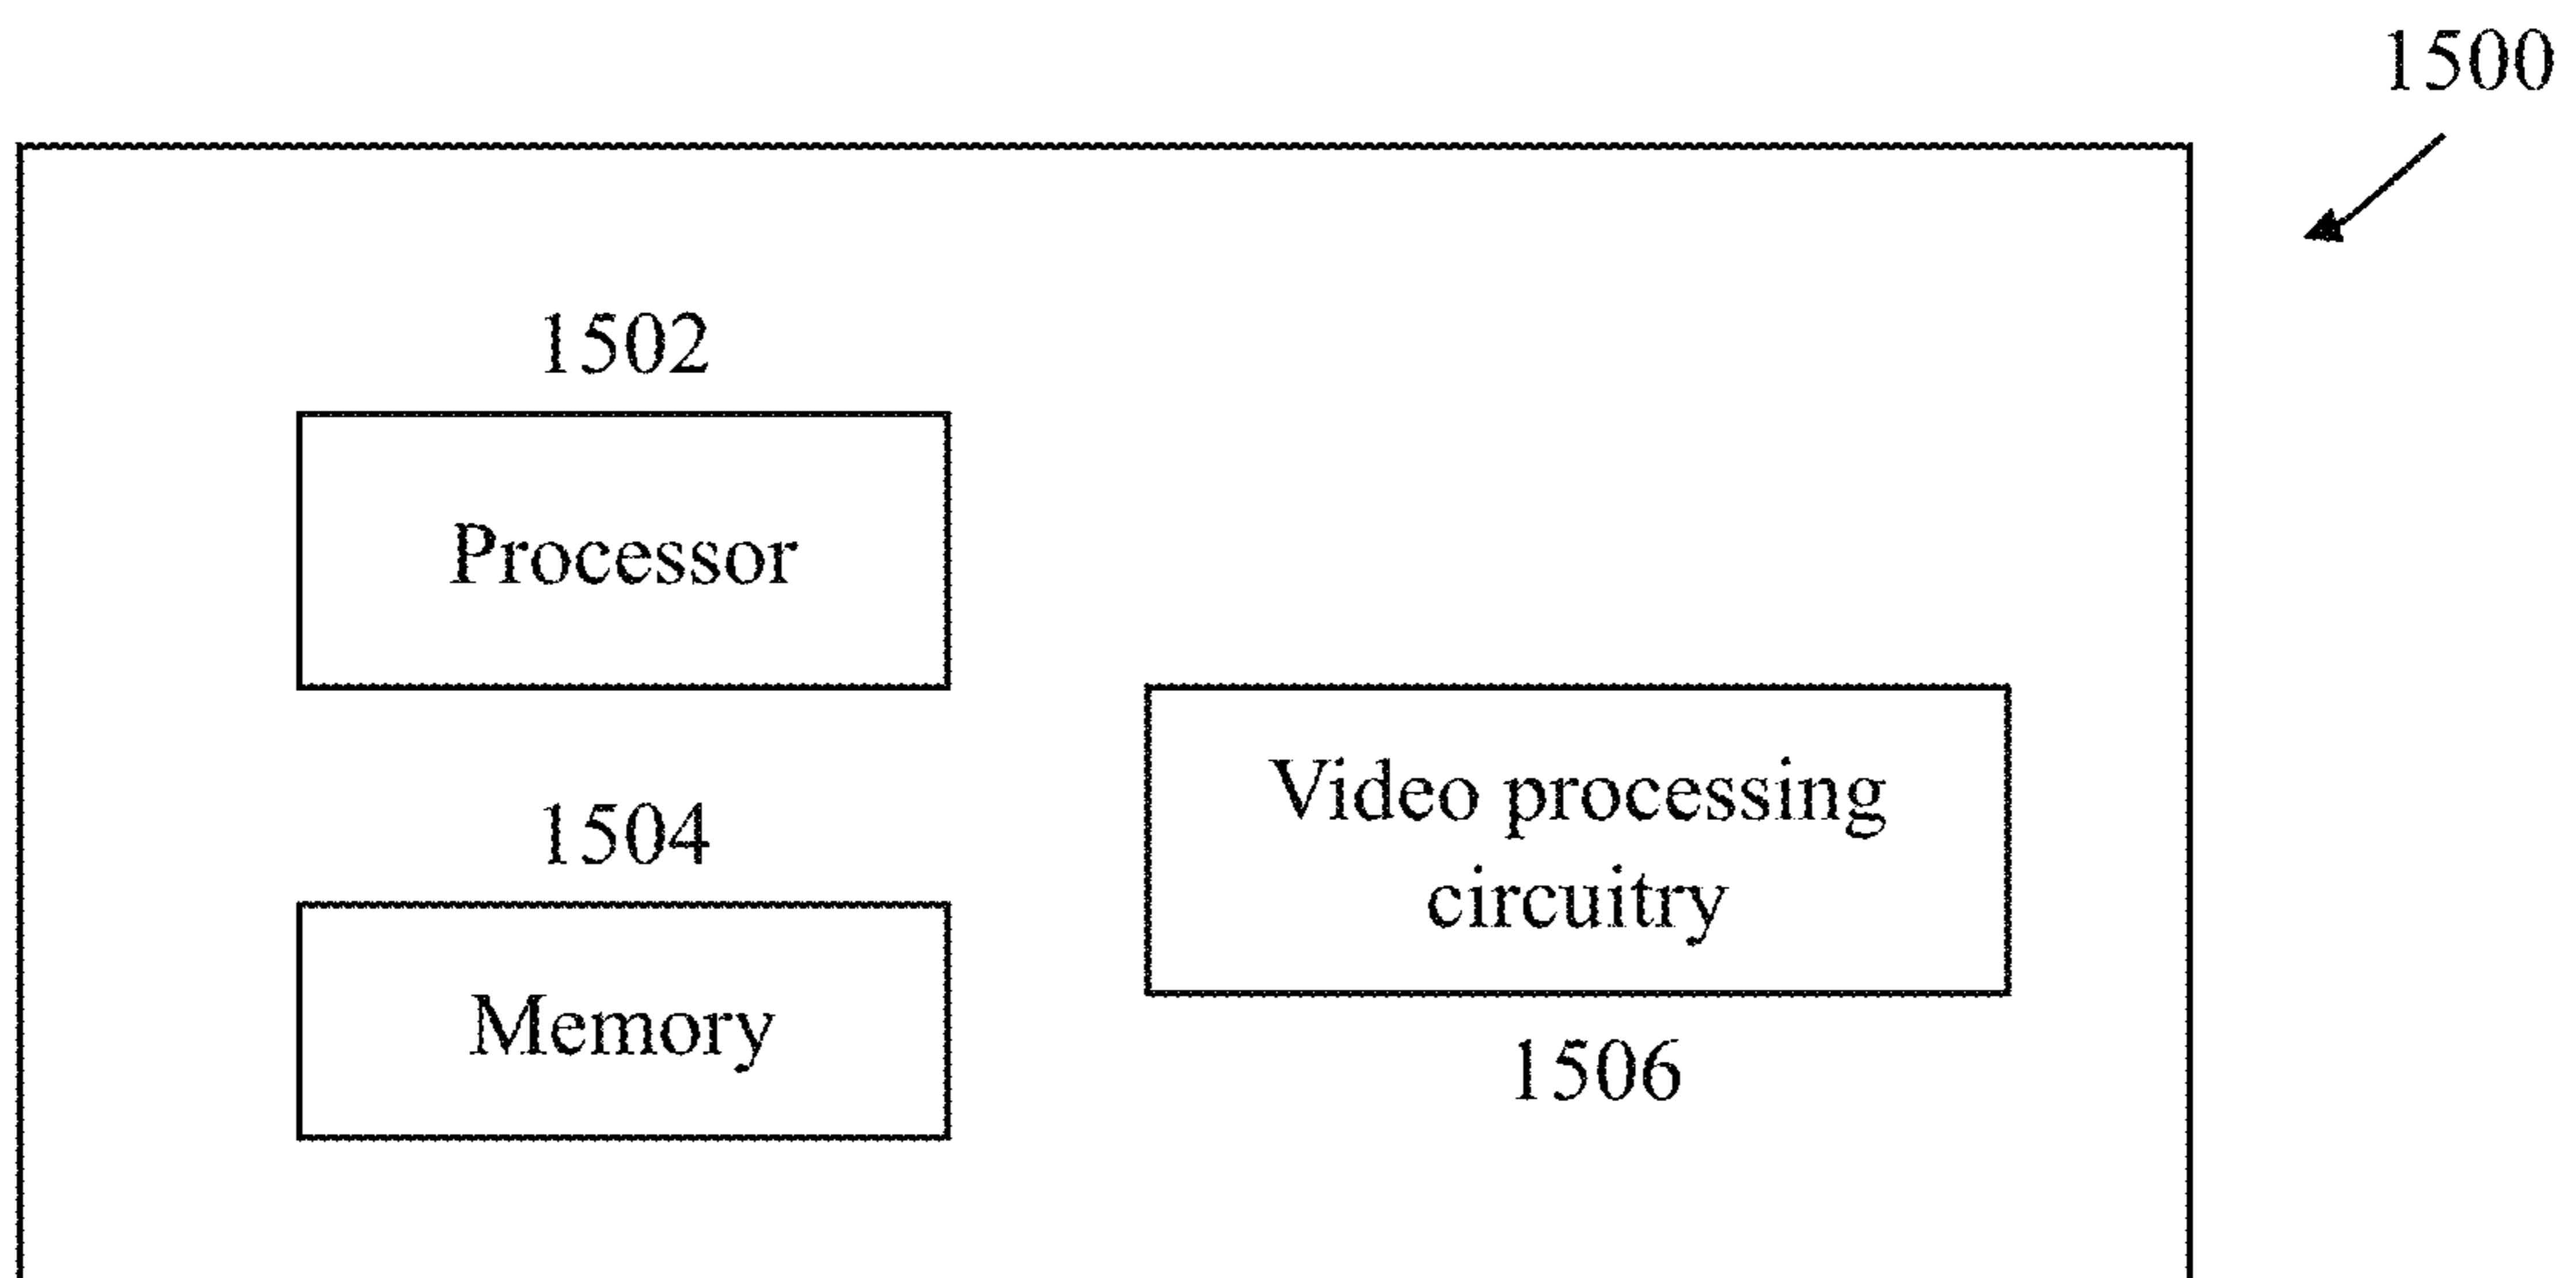 1500
1502
Processor
1504
Memory
Video processing
circuitry
1506